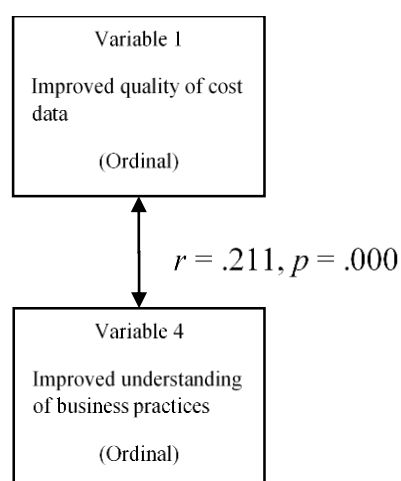 Variable 1
Improved quality of cost
data
(Ordinal)
r = .211, p = .000
Variable 4
Improved understanding
of business practices
(Ordinal)